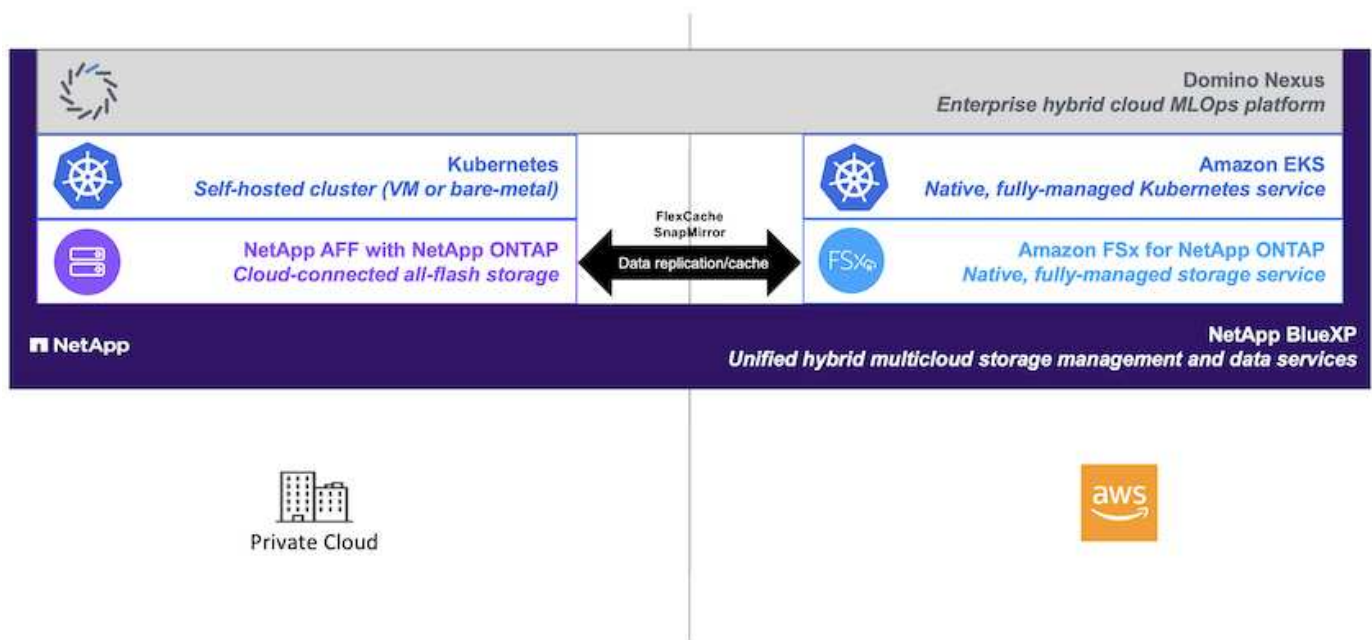 Domino Nexus
Enterprise hybrid cloud MLOps platform
Kubernetes
Self-hosted cluster (VM or bare-metal)
Amazon EKS
Native, fully-managed Kubernetes service
FlexCache
SnapMirror
Data replication/cache
NetApp AFF with NetApp ONTAP
Cloud-connected all-flash storage
FSx
Amazon FSx for NetApp ONTAP
Native, fully-managed storage service
NetApp
NetApp BlueXP
Unified hybrid multicloud storage management and data services
Private Cloud
aws